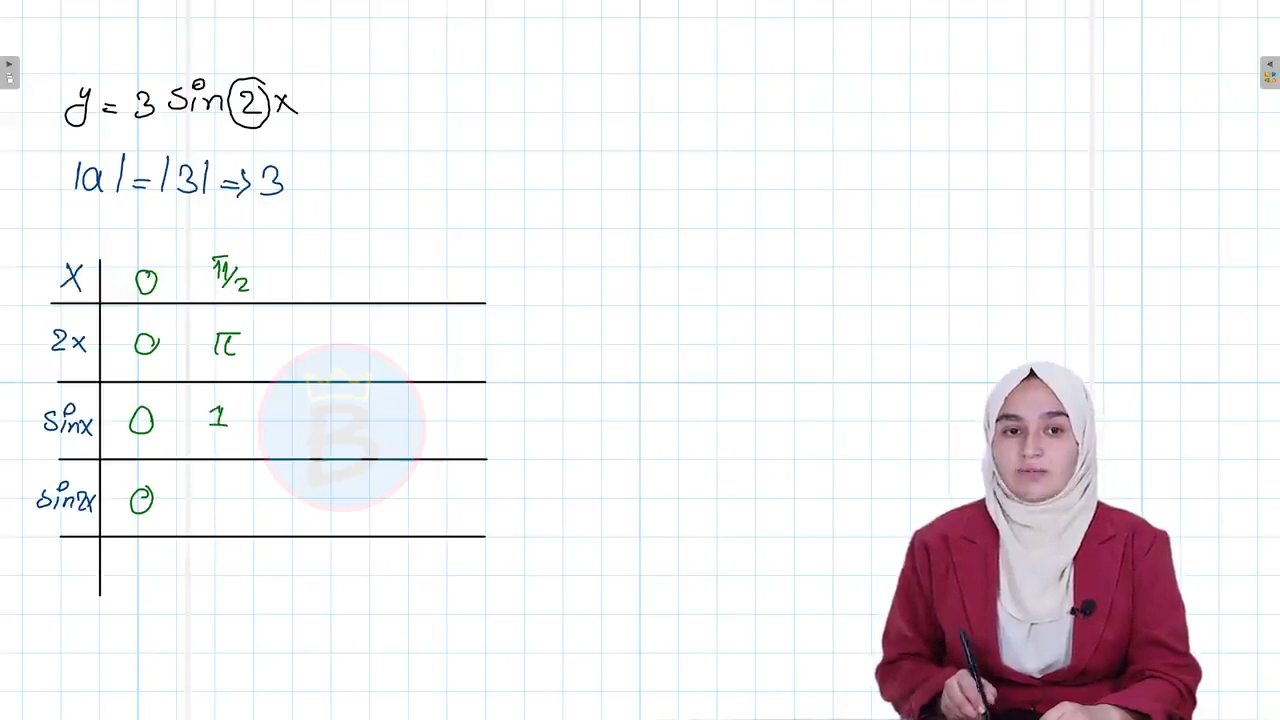 y = 3 sin 2 x
|a| = |3| => 3
x 0 π/2
2x 0 π
sinx 0 1
sin2x 0
B